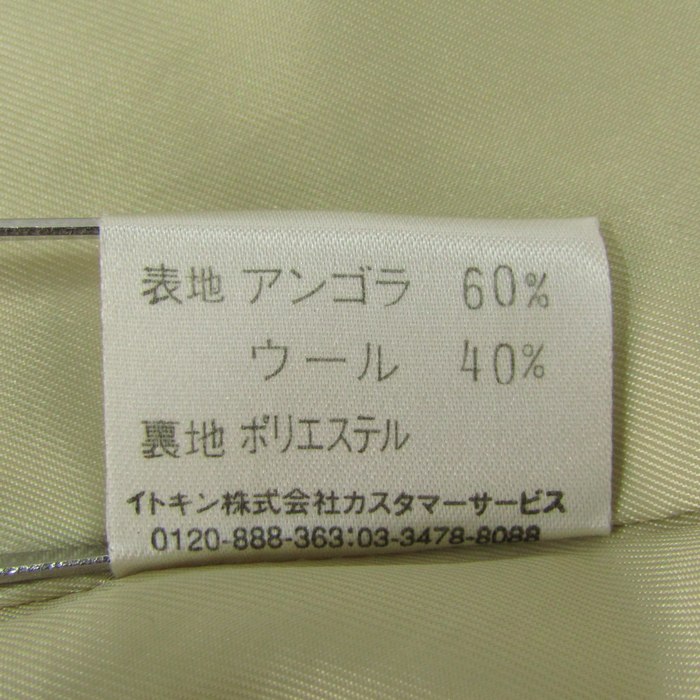 表地 アンゴラ 60%
ウール 40%
裏地 ポリエステル
イトキン株式会社カスタマーサービス
0120-888-363:03-3478-8088